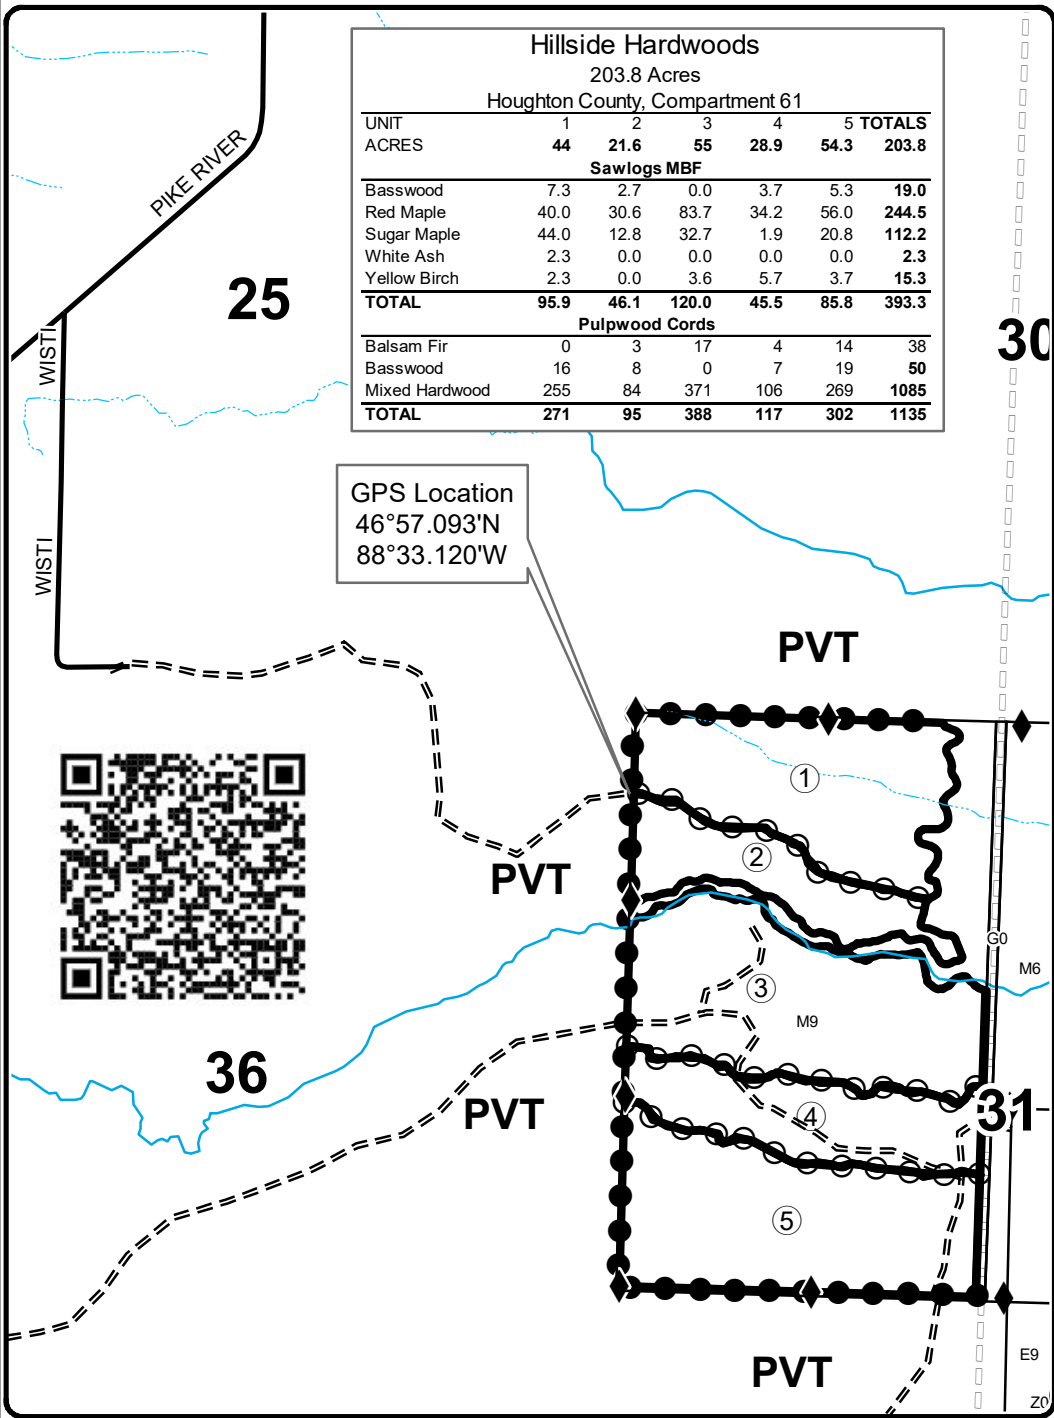 Hillside Hardwoods
203.8 Acres
Houghton County, Compartment 61
UNIT 1 2 3 4 5 TOTALS
ACRES 44 21.6 55 28.9 54.3 203.8
Sawlogs MBF
Basswood 7.3 2.7 0.0 3.7 5.3 19.0
Red Maple 40.0 30.6 83.7 34.2 56.0 244.5
Sugar Maple 44.0 12.8 32.7 1.9 20.8 112.2
White Ash 2.3 0.0 0.0 0.0 0.0 2.3
Yellow Birch 2.3 0.0 3.6 5.7 3.7 15.3
TOTAL 95.9 46.1 120.0 45.5 85.8 393.3
Pulpwood Cords
Balsam Fir 0 3 17 4 14 38
Basswood 16 8 0 7 19 50
Mixed Hardwood 255 84 371 106 269 1085
TOTAL 271 95 388 117 302 1135
PIKE RIVER
25
30
WISTI
GPS Location
46°57.093'N
88°33.120'W
WISTI
PVT
1
2
PVT
G0
M6
3
M9
36
PVT
4
31
5
PVT
E9
Z0